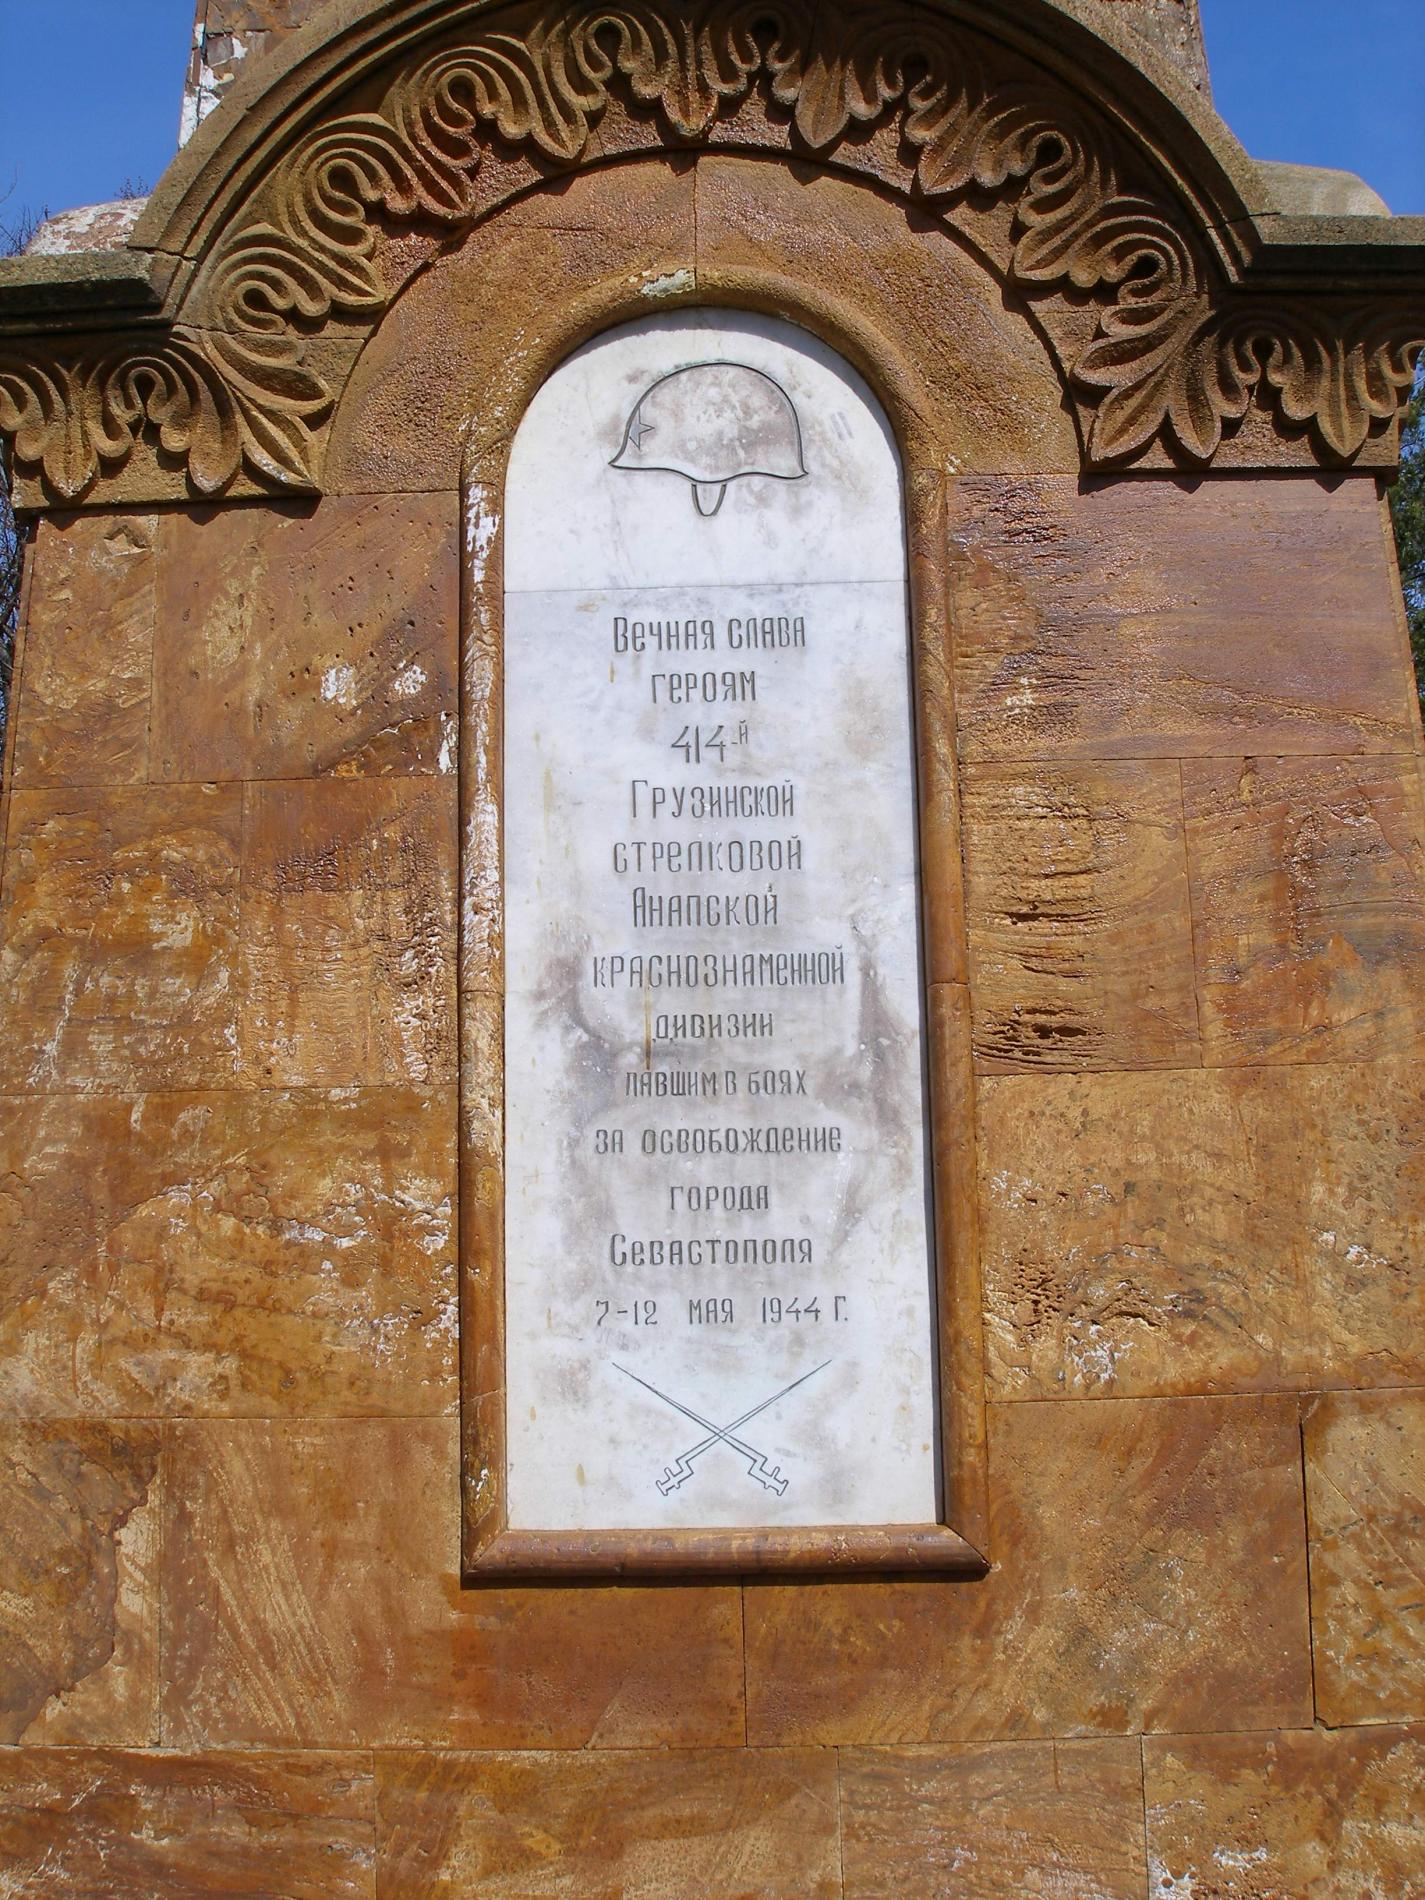 Вечная слава
героям
414-й
Грузинской
стрелковой
Анапской
краснознаменной
дивизии
павшим в боях
за освобождение
города
Севастополя
7-12 мая 1944 г.